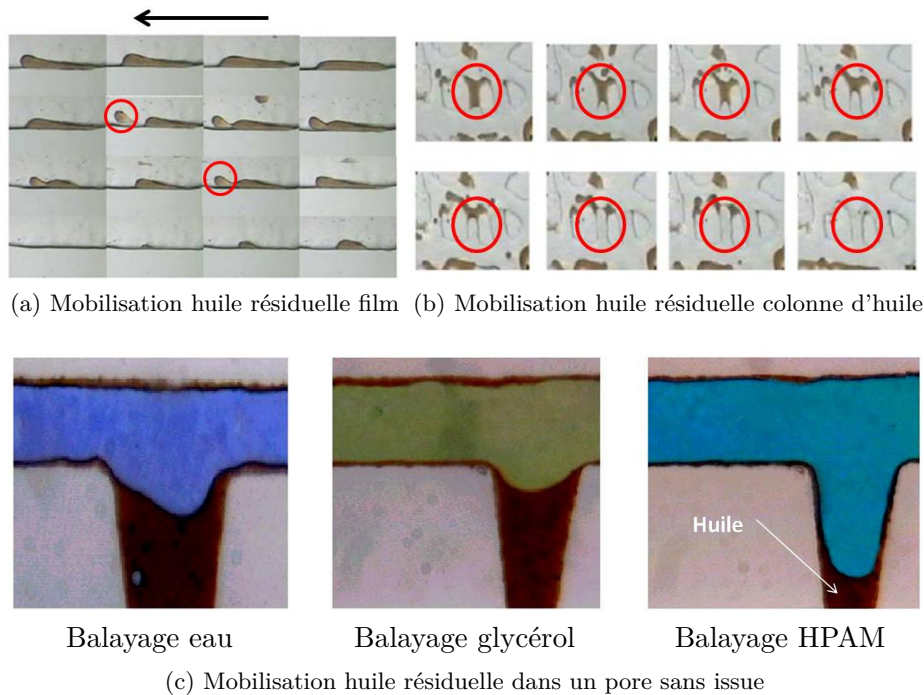 (a) Mobilisation huile résiduelle film
(b) Mobilisation huile résiduelle colonne d'huile
Huile
Balayage eau
Balayage glycérol
Balayage HPAM
(c) Mobilisation huile résiduelle dans un pore sans issue